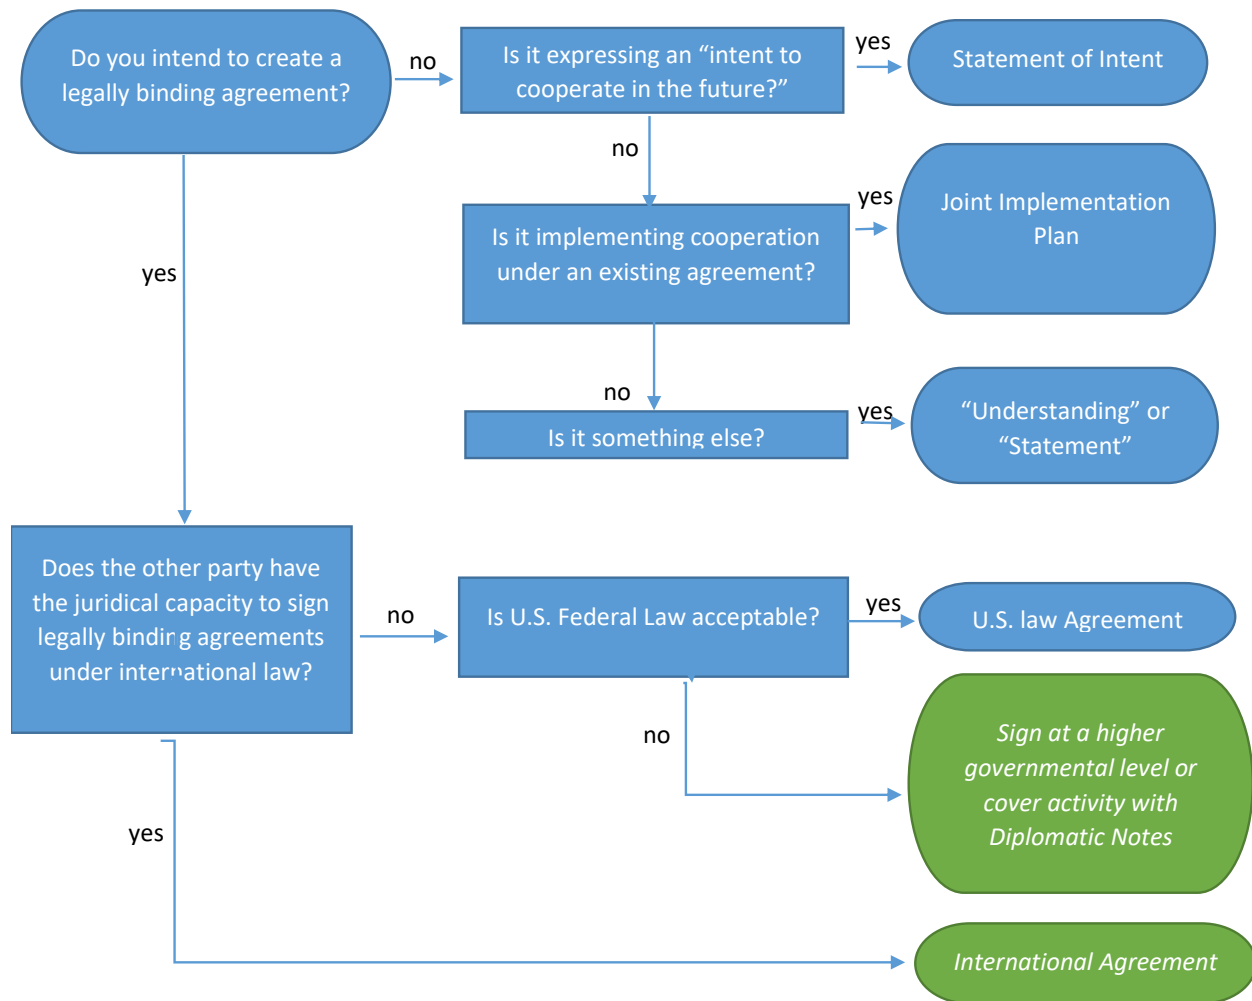 Do you intend to create a
legally binding agreement?
no
Is it expressing an “intent to
cooperate in the future?”
yes
Statement of Intent
no
yes
Is it implementing cooperation
under an existing agreement?
yes
Joint Implementation
Plan
no
Is it something else?
yes
“Understanding” or
“Statement”
Does the other party have
the juridical capacity to sign
legally binding agreements
under international law?
no
Is U.S. Federal Law acceptable?
yes
U.S. law Agreement
no
Sign at a higher
governmental level or
cover activity with
Diplomatic Notes
yes
International Agreement